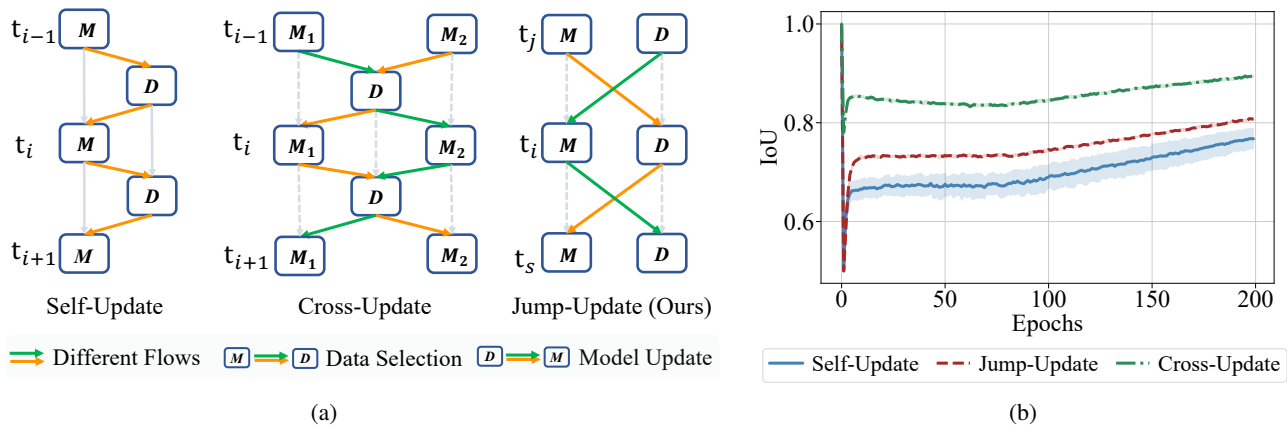 t_{i-1} M D t_i M D t_{i+1} M
Self-Update
t_{i-1} M_1 M_2 D t_i M_1 M_2 D t_{i+1} M_1 M_2
Cross-Update
t_j M D t_i M D t_s M D
Jump-Update (Ours)
Different Flows M D Data Selection D M Model Update
(a)
1.0
0.8
0.6
IoU
0 50 100 150 200
Epochs
Self-Update Jump-Update Cross-Update
(b)